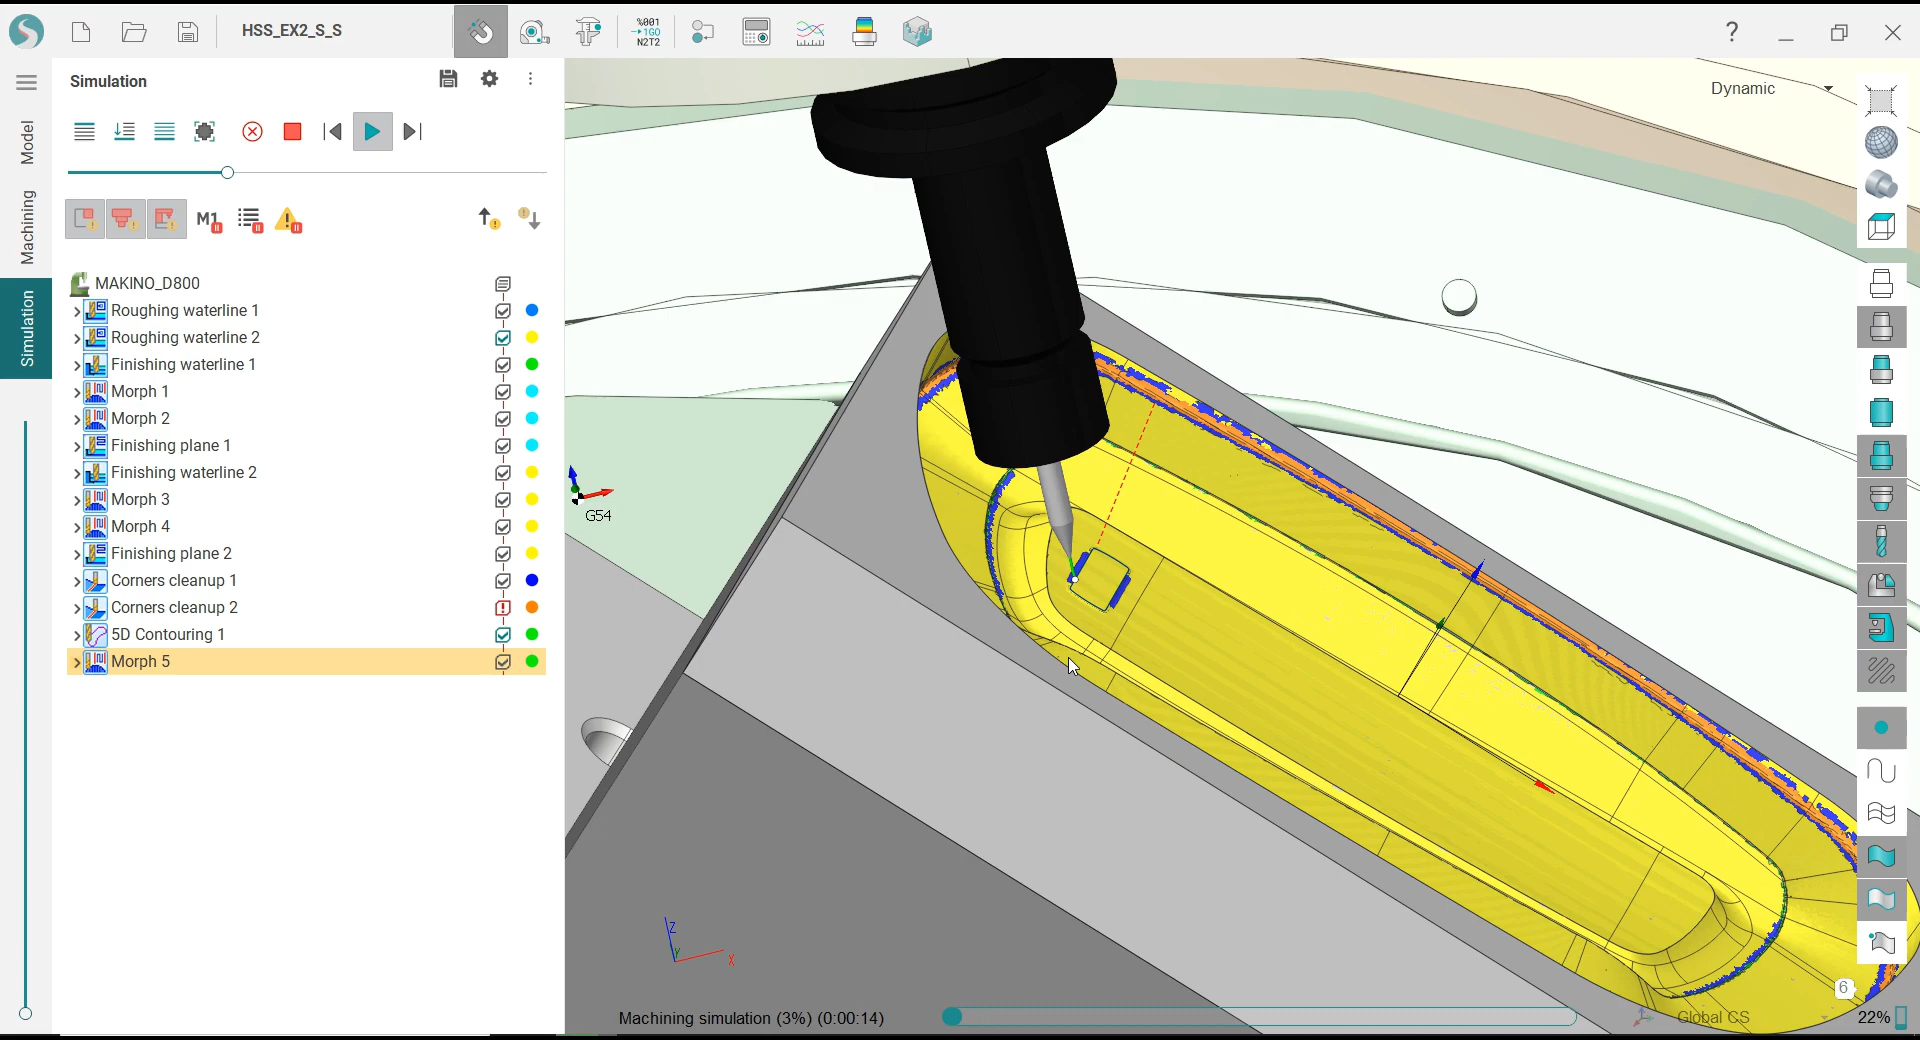 HSS_EX2_S_S
%001
→1G0
N2T2
?
Simulation
Dynamic
Model
Machining
Simulation
M1
MAKINO_D800
Roughing waterline 1
Roughing waterline 2
Finishing waterline 1
Morph 1
Morph 2
Finishing plane 1
Finishing waterline 2
Morph 3
Morph 4
Finishing plane 2
Corners cleanup 1
Corners cleanup 2
5D Contouring 1
Morph 5
G54
Z
Y
X
6
Machining simulation (3%) (0:00:14)
Global CS
22%